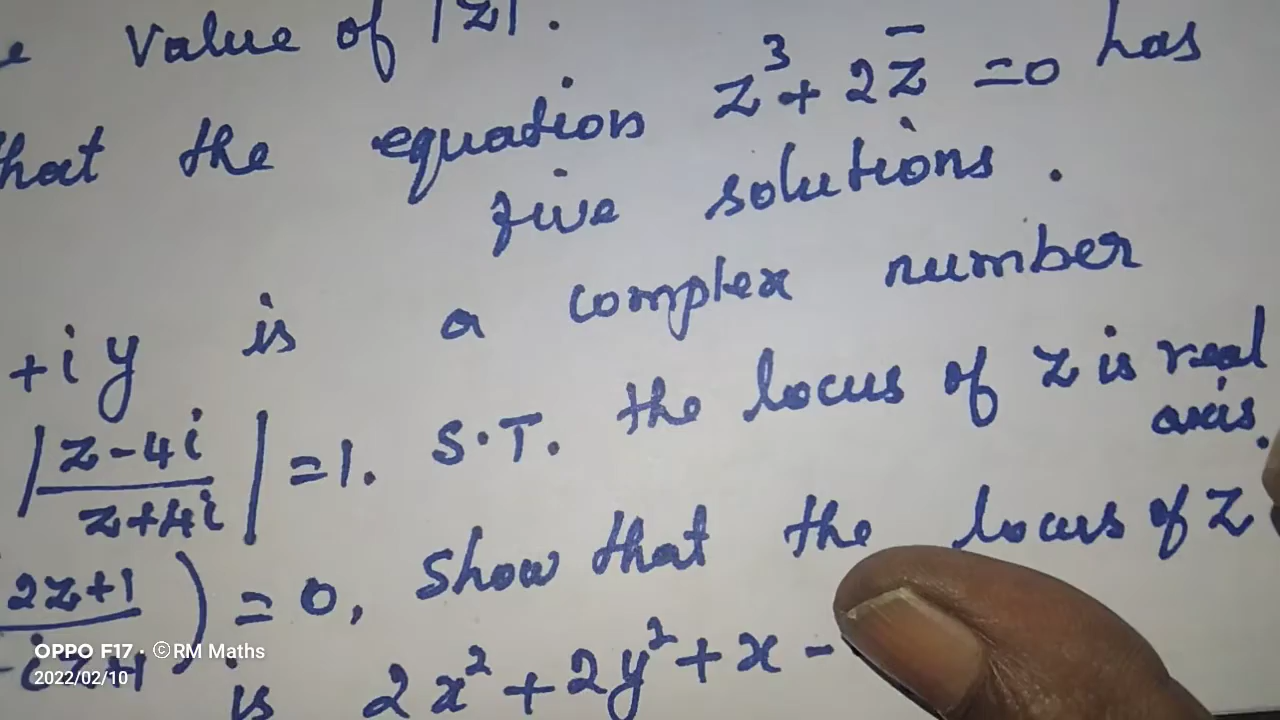 e Value of |z|.
that the equation z³ + 2z̄ = 0 has
five solutions.
+iy is a complex number
|z-4i / z+4i| = 1. S.T. the locus of z is real
axis.
2z+1 / iz+1) = 0, show that the locus of z
is 2x² + 2y² + x -
OPPO F17 · ©RM Maths
2022/02/10